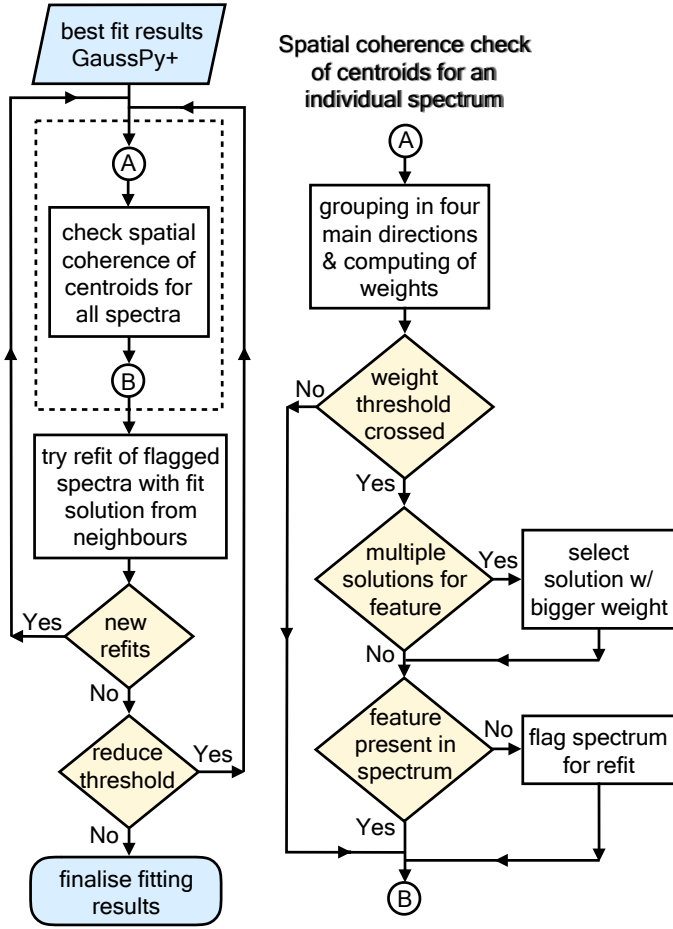 best fit results
GaussPy+
A
check spatial
coherence of
centroids for
all spectra
B
try refit of flagged
spectra with fit
solution from
neighbours
Yes
new
refits
No
reduce
threshold
Yes
No
finalise fitting
results
Spatial coherence check
of centroids for an
individual spectrum
A
grouping in four
main directions
& computing of
weights
No
weight
threshold
crossed
Yes
multiple
solutions for
feature
Yes
select
solution w/
bigger weight
No
feature
present in
spectrum
No
flag spectrum
for refit
Yes
B